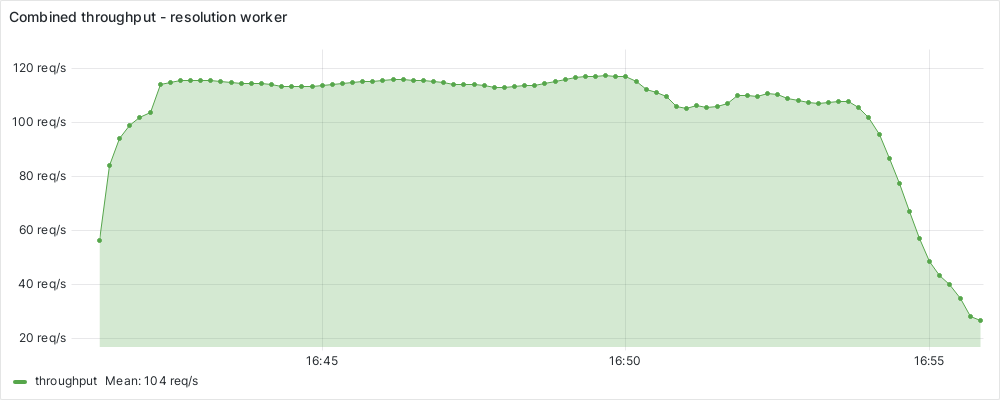 Combined throughput - resolution worker
120 req/s
100 req/s
80 req/s
60 req/s
40 req/s
20 req/s
16:45 16:50 16:55
throughput Mean: 104 req/s